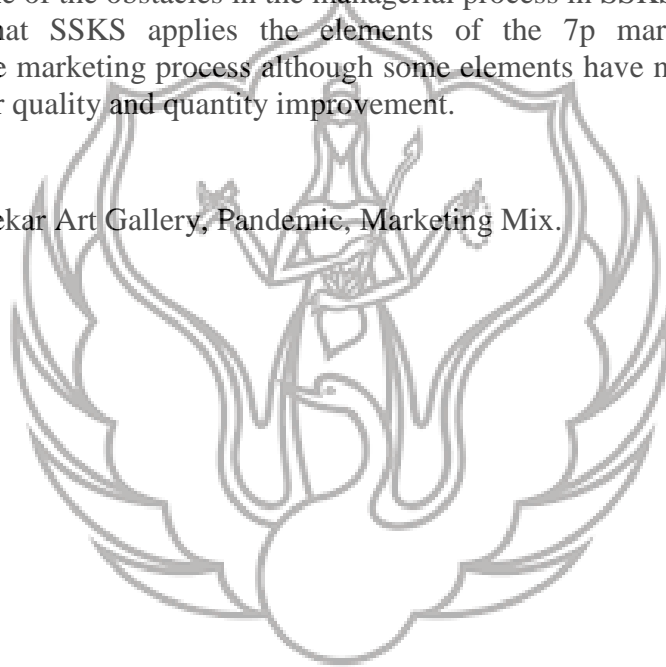 e of the obstacles in the managerial process in SSKS
hat SSKS applies the elements of the 7p mar
e marketing process although some elements have n
r quality and quantity improvement.
ekar Art Gallery, Pandemic, Marketing Mix.